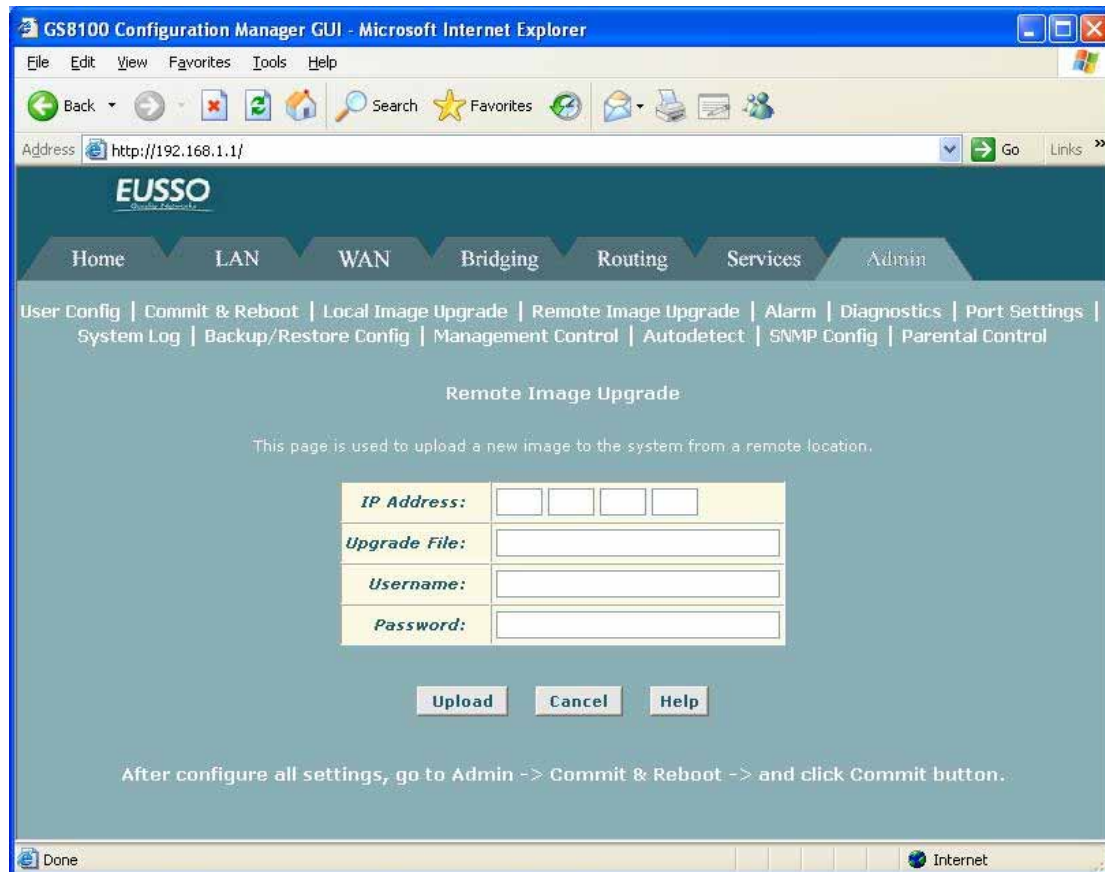 GS8100 Configuration Manager GUI - Microsoft Internet Explorer
File Edit View Favorites Tools Help
Back Search Favorites
Address http://192.168.1.1/ Go Links »
EUSSO
Quality Networks
Home LAN WAN Bridging Routing Services Admin
User Config | Commit & Reboot | Local Image Upgrade | Remote Image Upgrade | Alarm | Diagnostics | Port Settings |
System Log | Backup/Restore Config | Management Control | Autodetect | SNMP Config | Parental Control
Remote Image Upgrade
This page is used to upload a new image to the system from a remote location.
IP Address:
Upgrade File:
Username:
Password:
Upload Cancel Help
After configure all settings, go to Admin -> Commit & Reboot -> and click Commit button.
Done Internet